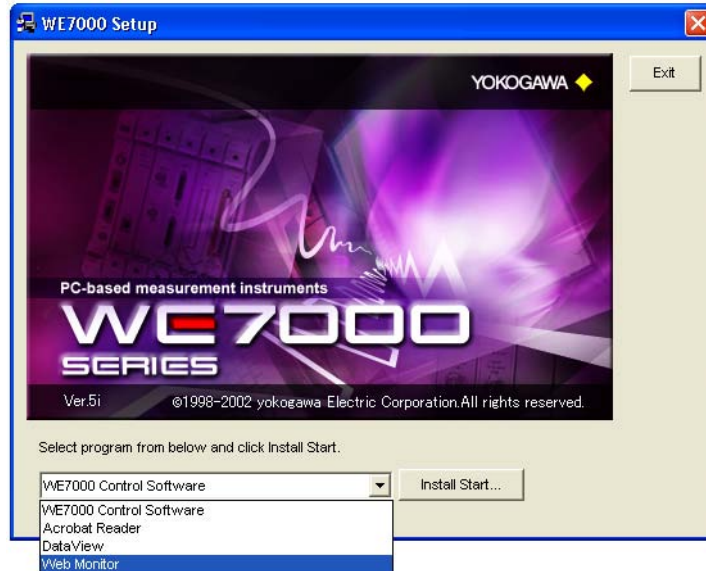 WE7000 Setup
YOKOGAWA
Exit
PC-based measurement instruments
WE7000
SERIES
Ver.5i ©1998-2002 yokogawa Electric Corporation.All rights reserved.
Select program from below and click Install Start.
WE7000 Control Software
Install Start...
WE7000 Control Software
Acrobat Reader
DataView
Web Monitor